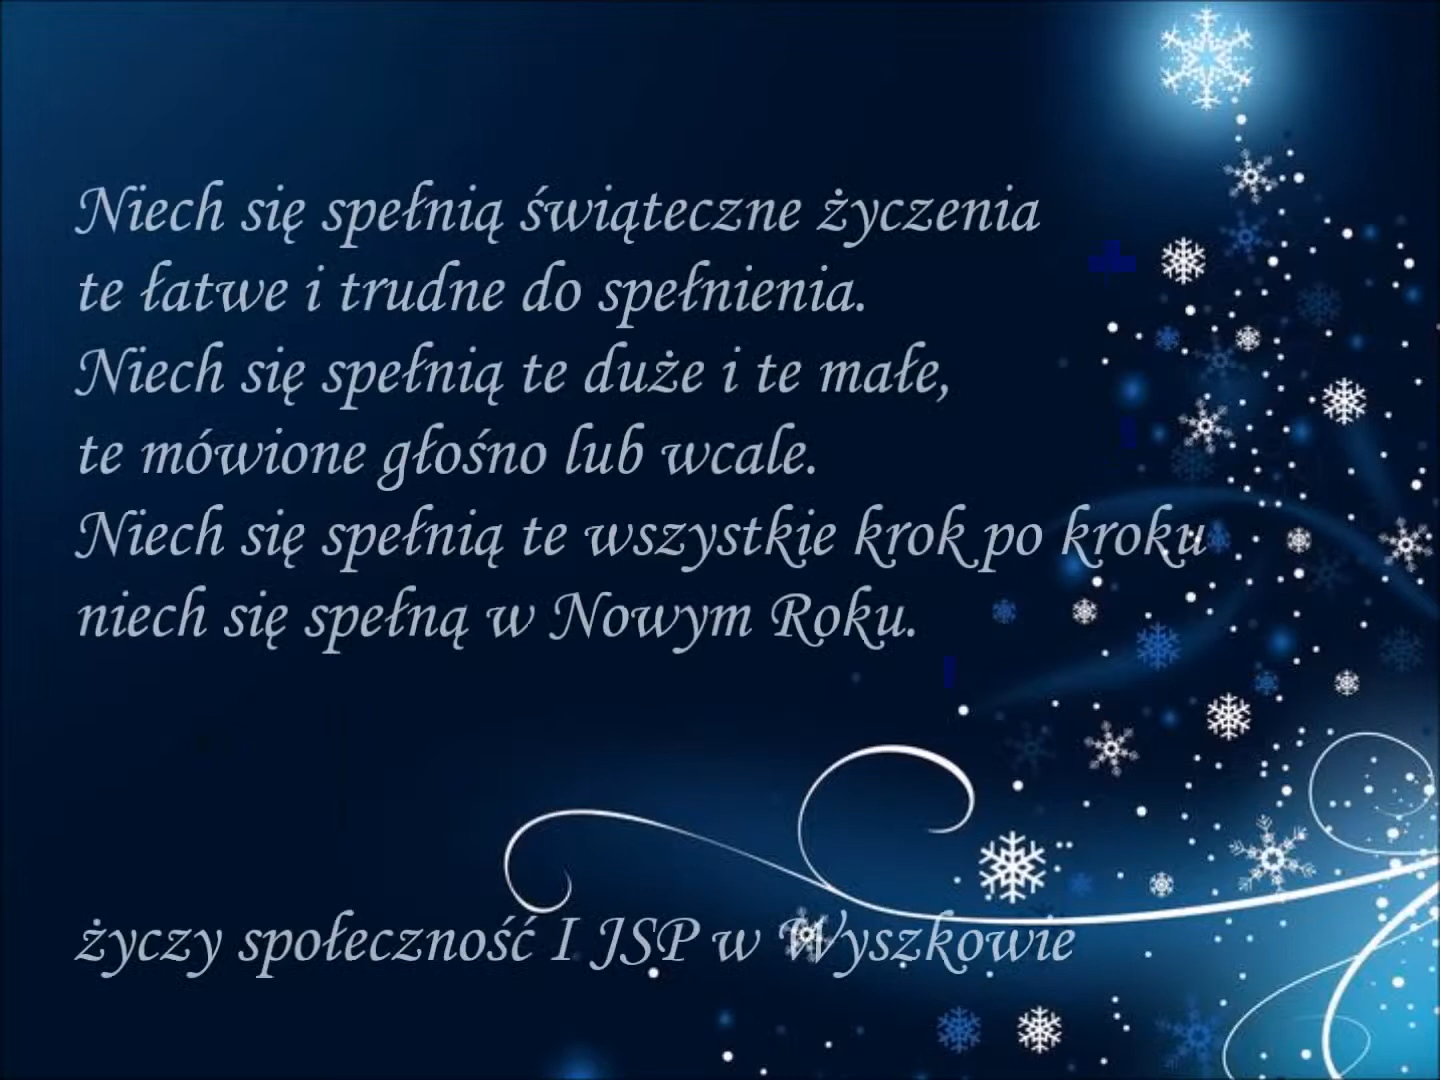 Niech się spełnią świąteczne życzenia
te łatwe i trudne do spełnienia.
Niech się spełnią te duże i te małe,
te mówione głośno lub wcale.
Niech się spełnią te wszystkie krok po kroku
niech się spełną w Nowym Roku.
życzy społeczność I JSP w Wyszkowie